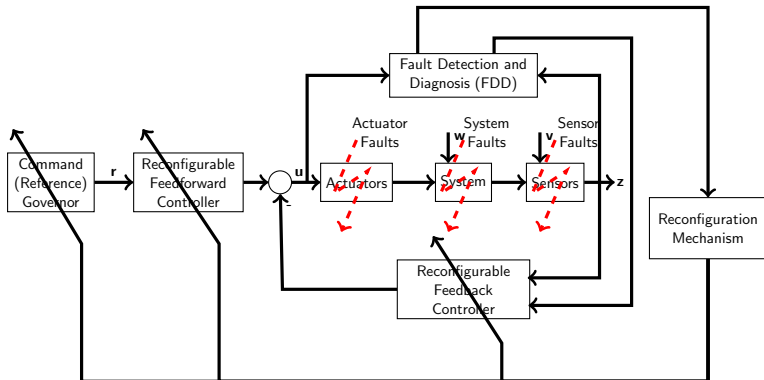 Fault Detection and
Diagnosis (FDD)
Actuator
Faults
System
Faults
Sensor
Faults
w
v
Command
(Reference)
Governor
r
Reconfigurable
Feedforward
Controller
u
-
Actuators
System
Sensors
z
Reconfiguration
Mechanism
Reconfigurable
Feedback
Controller